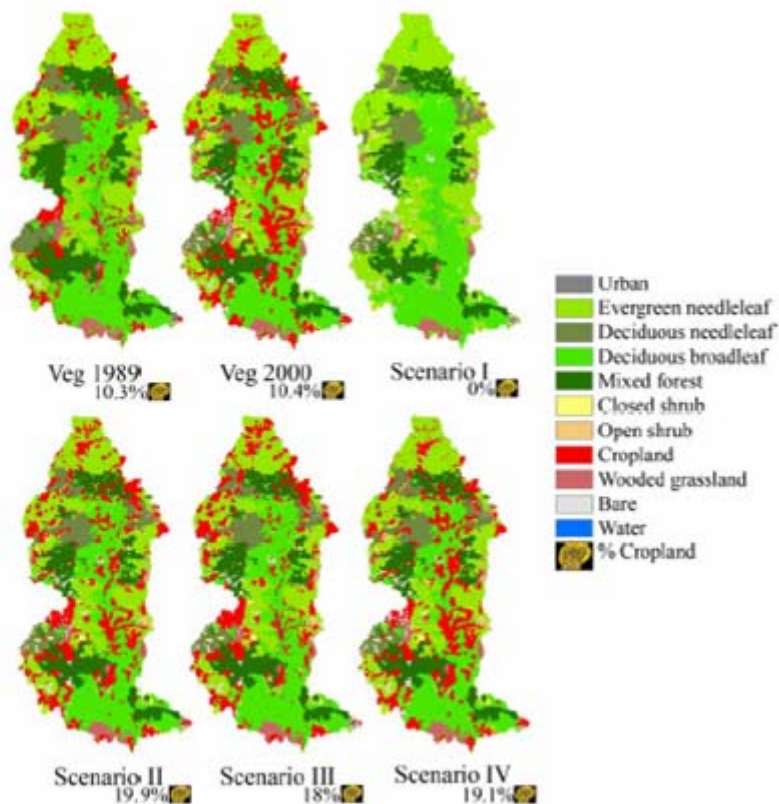 Veg 1989
10.3%
Veg 2000
10.4%
Scenario I
0%
Urban
Evergreen needleleaf
Deciduous needleleaf
Deciduous broadleaf
Mixed forest
Closed shrub
Open shrub
Cropland
Wooded grassland
Bare
Water
% Cropland
Scenario II
19.9%
Scenario III
18%
Scenario IV
19.1%